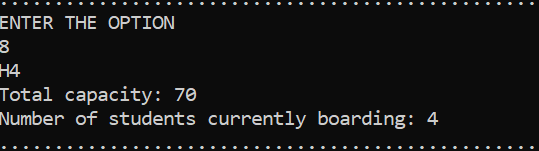 ENTER THE OPTION
8
H4
Total capacity: 70
Number of students currently boarding: 4